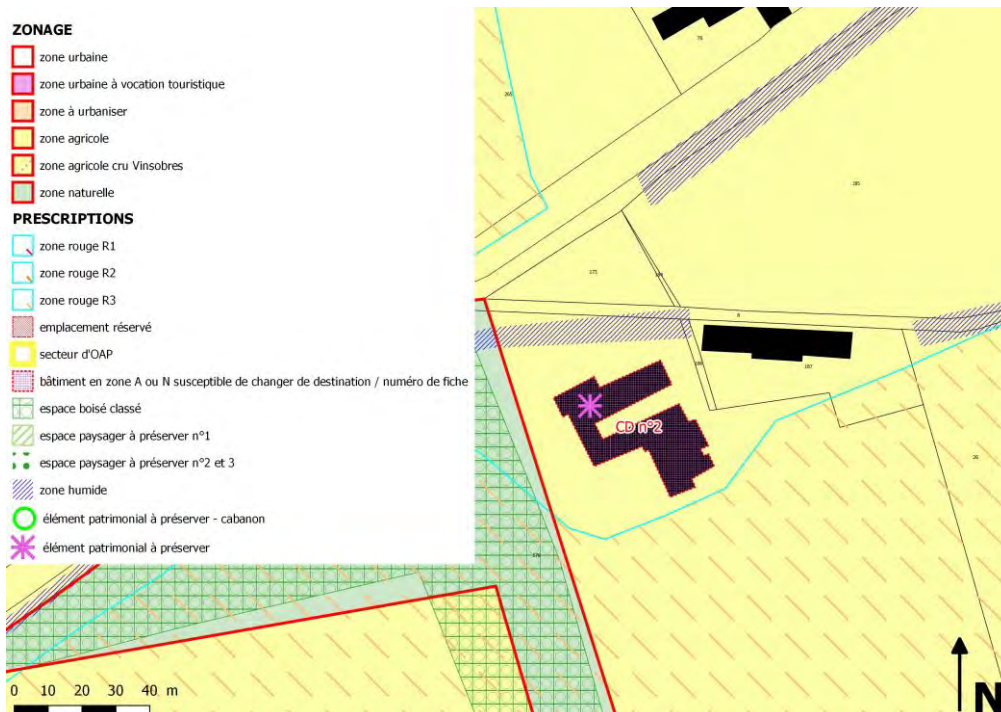 ZONAGE
zone urbaine
zone urbaine à vocation touristique
zone à urbaniser
zone agricole
zone agricole cru Vinsobres
zone naturelle
PRESCRIPTIONS
zone rouge R1
zone rouge R2
zone rouge R3
emplacement réservé
secteur d'OAP
bâtiment en zone A ou N susceptible de changer de destination / numéro de fiche
espace boisé classé
espace paysager à préserver n°1
espace paysager à préserver n°2 et 3
zone humide
élément patrimonial à préserver - cabanon
élément patrimonial à préserver
0 10 20 30 40 m
CD n°2
175
187
26
N